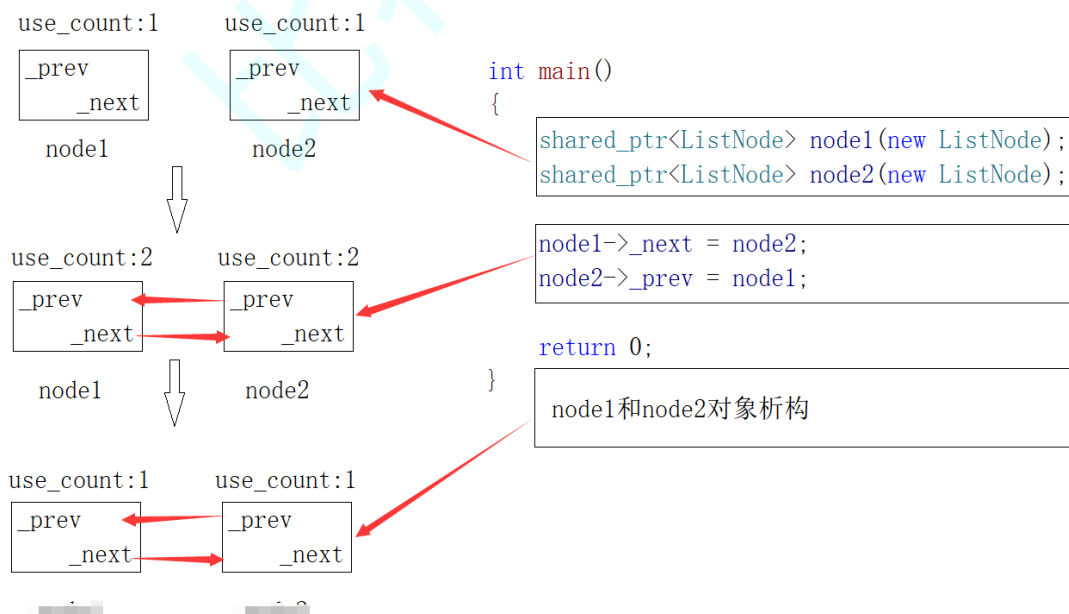 use_count:1 use_count:1
_prev _prev
_next _next
node1 node2
int main()
{
shared_ptr<ListNode> node1(new ListNode);
shared_ptr<ListNode> node2(new ListNode);
use_count:2 use_count:2
_prev _prev
_next _next
node1 node2
node1->_next = node2;
node2->_prev = node1;
return 0;
}
node1和node2对象析构
use_count:1 use_count:1
_prev _prev
_next _next